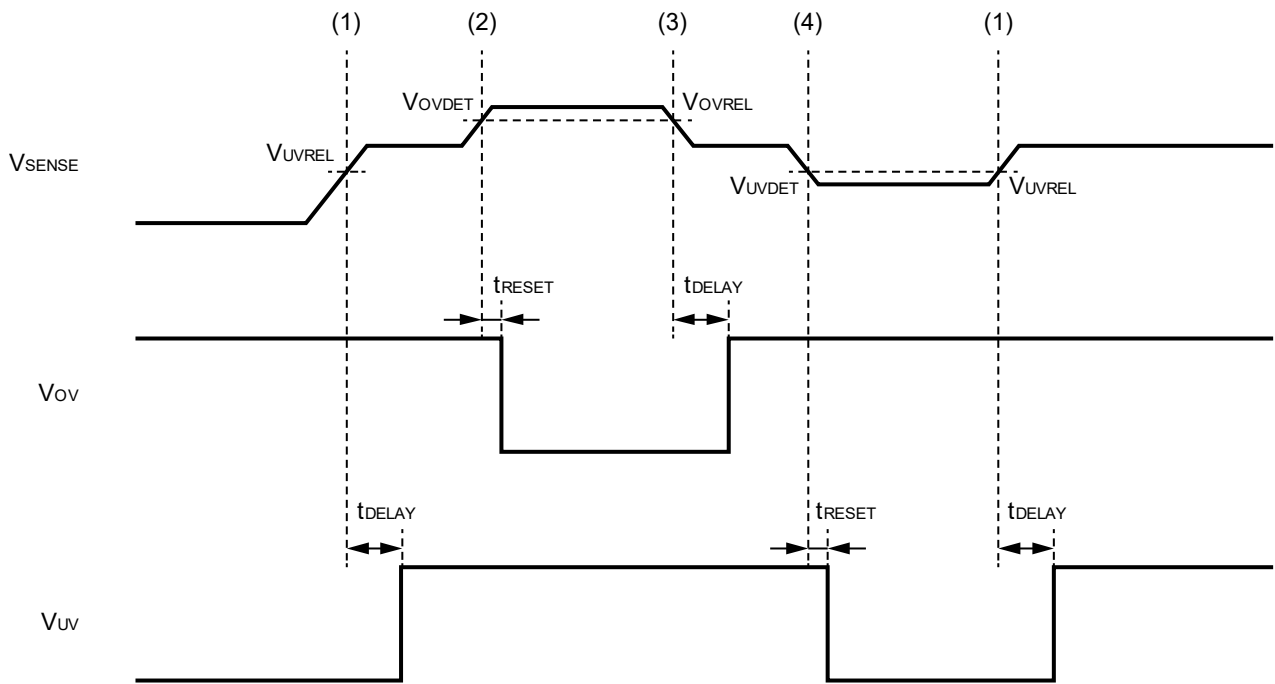 (1) (2) (3) (4) (1)
VOVDET VOVREL
VUVREL
VSENSE
VUVDET VUVREL
tRESET tDELAY
VOV
tDELAY tRESET tDELAY
VUV